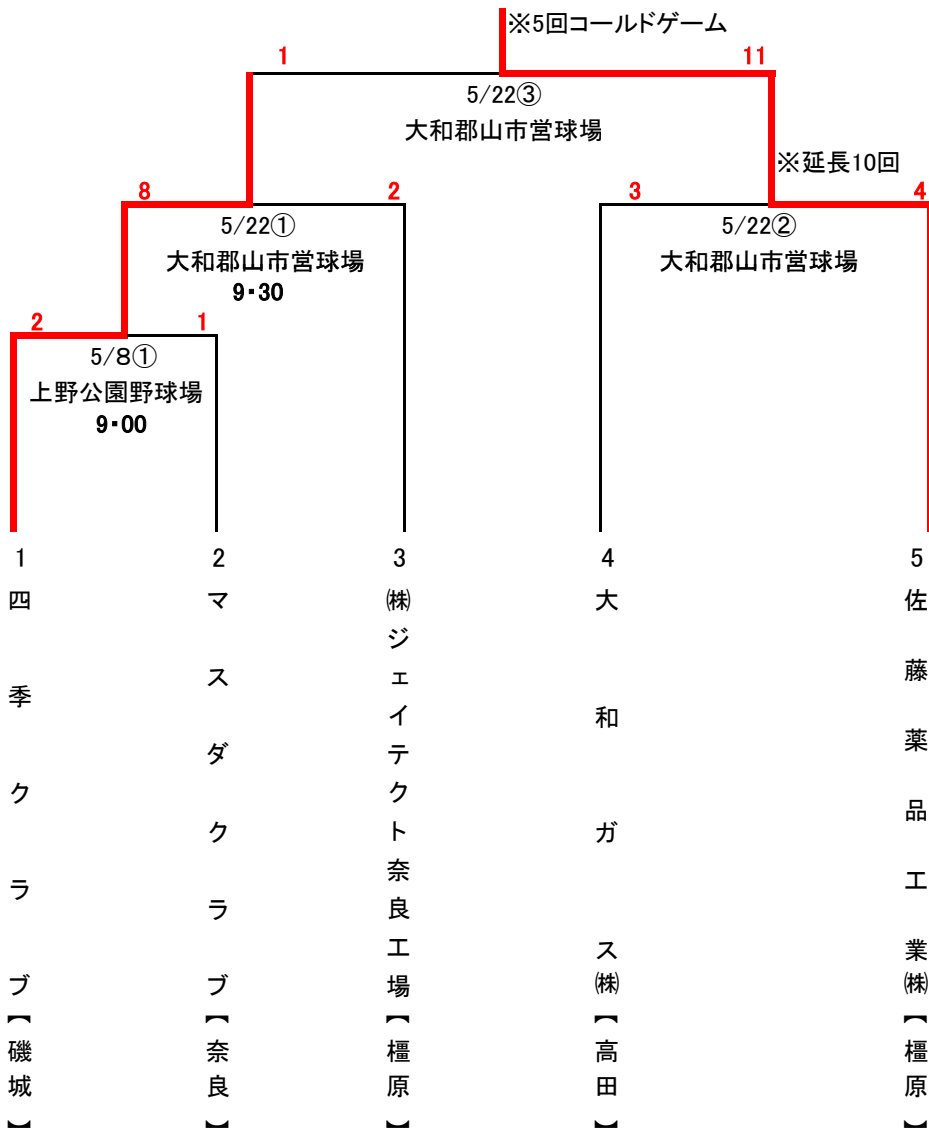 ※5回コールドゲーム
1
11
5/22③
大和郡山市営球場
※延長10回
8
2
3
4
5/22①
大和郡山市営球場
9・30
5/22②
大和郡山市営球場
2
1
5/8①
上野公園野球場
9・00
1
四季クラブ【磯城】
2
マスダクラブ【奈良】
3
㈱ジェイテクト奈良工場【橿原】
4
大和ガス㈱【高田】
5
佐藤薬品工業㈱【橿原】